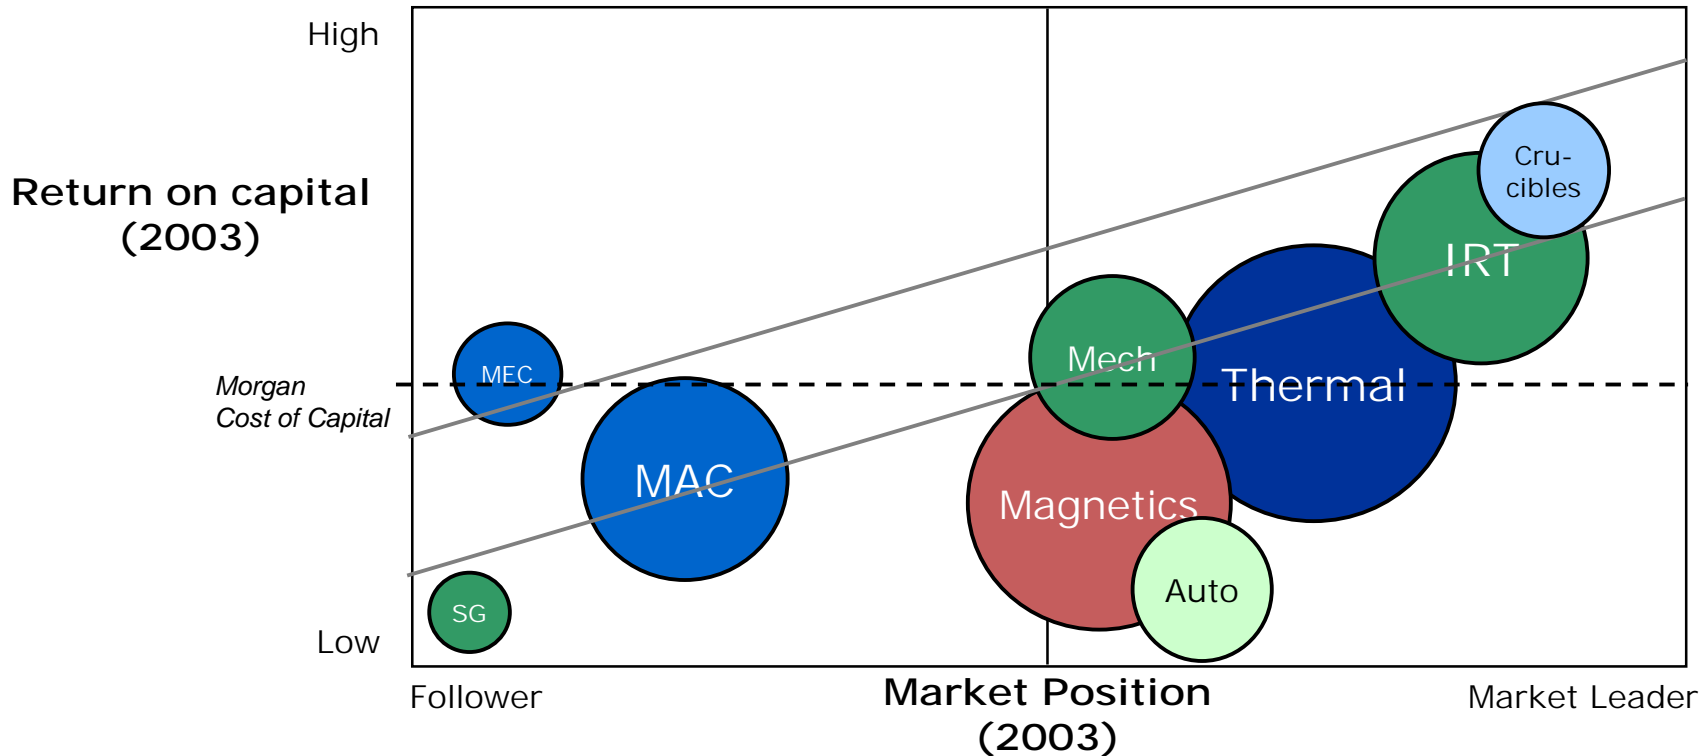 High
Return on capital
(2003)
Cru-
cibles
IRT
Mech
MEC
Thermal
Morgan
Cost of Capital
MAC
Magnetics
Auto
SG
Low
Follower
Market Position
(2003)
Market Leader